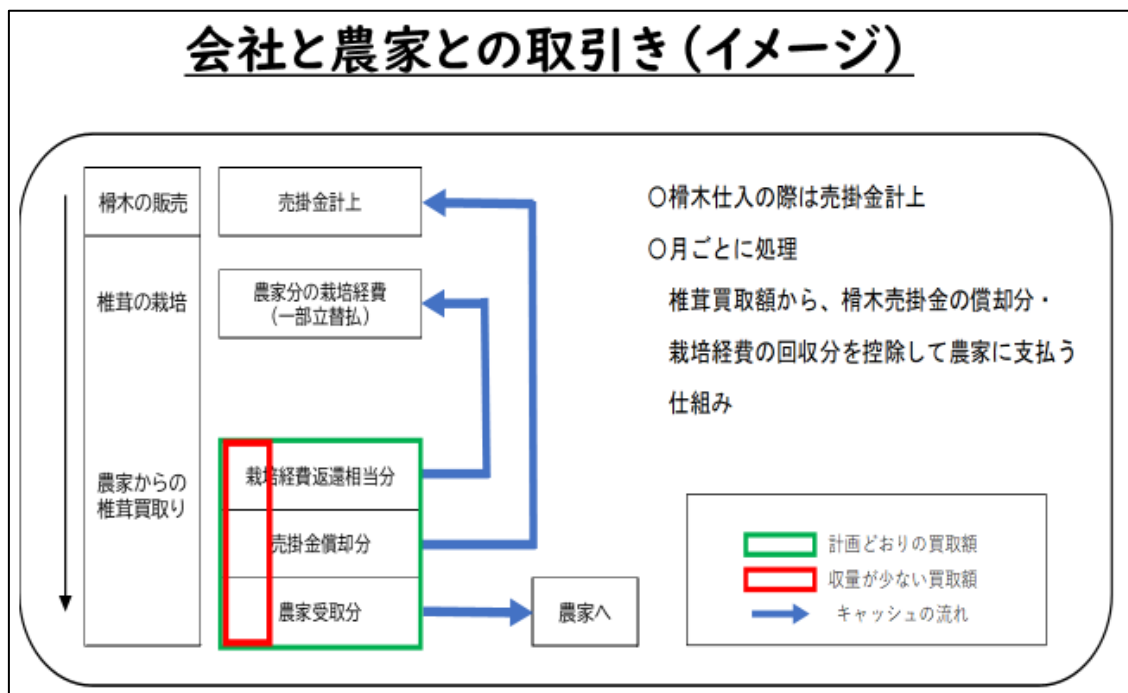 会社と農家との取引き(イメージ)
榾木の販売
売掛金計上
椎茸の栽培
農家分の栽培経費
(一部立替払)
農家からの
椎茸買取り
栽培経費返還相当分
売掛金償却分
農家受取分
農家へ
〇榾木仕入の際は売掛金計上
〇月ごとに処理
椎茸買取額から、榾木売掛金の償却分・
栽培経費の回収分を控除して農家に支払う
仕組み
計画どおりの買取額
収量が少ない買取額
キャッシュの流れ